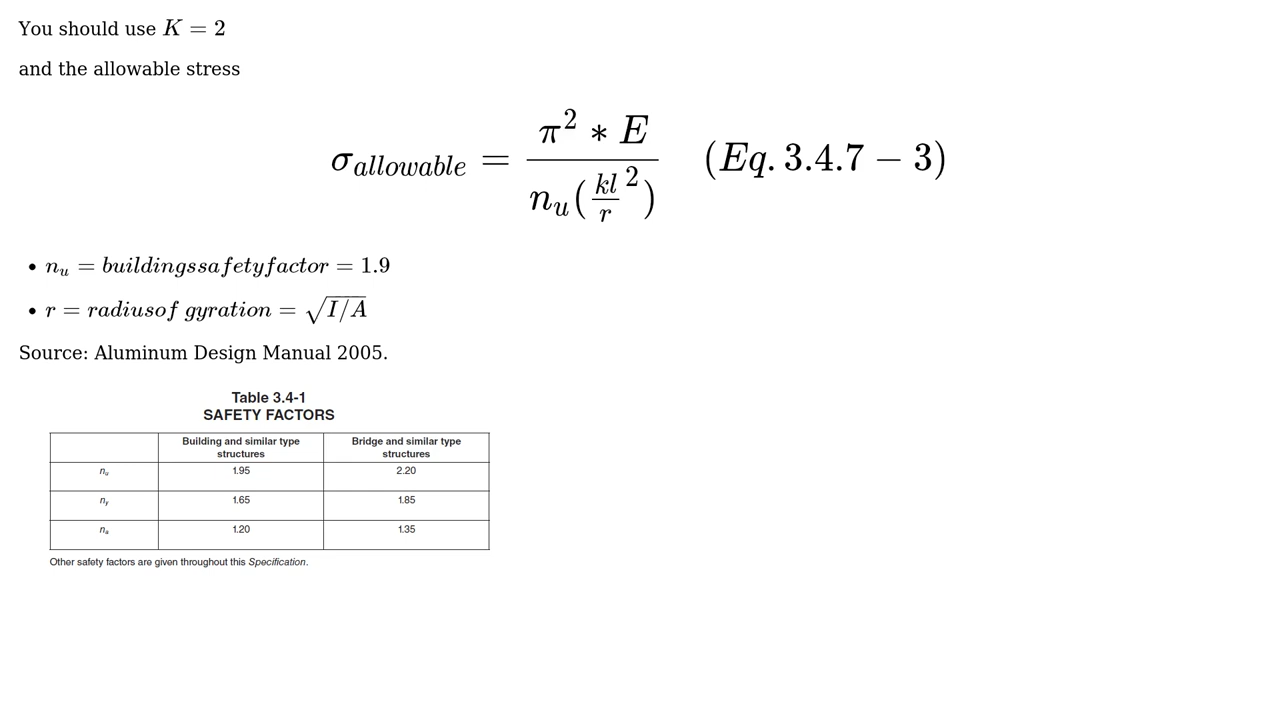 You should use K = 2
and the allowable stress
σ_allowable = π² * E / n_u(kl/r ²) (Eq. 3.4.7 − 3)
• n_u = buildingssafetyfactor = 1.9
• r = radiusof gyration = √I/A
Source: Aluminum Design Manual 2005.
Table 3.4-1
SAFETY FACTORS
Building and similar type structures Bridge and similar type structures
n_u 1.95 2.20
n_y 1.65 1.85
n_a 1.20 1.35
Other safety factors are given throughout this Specification.